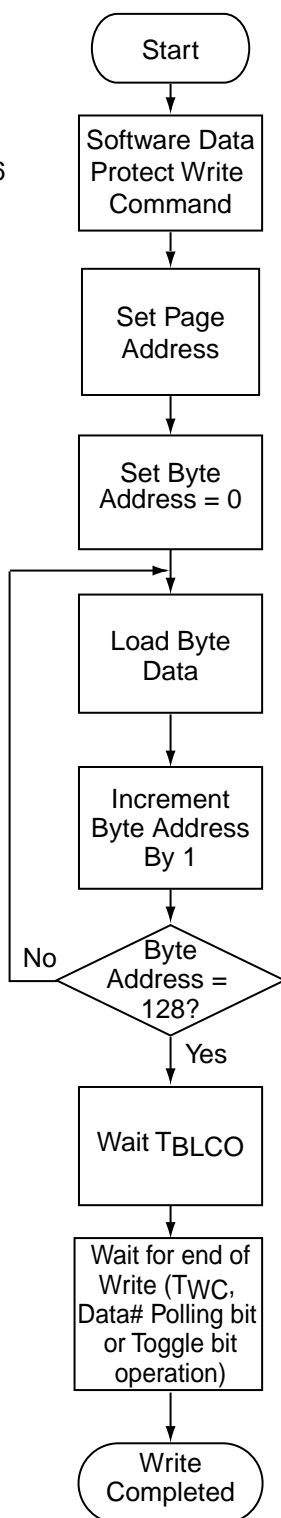 Start
Software Data
Protect Write
Command
6
Set Page
Address
Set Byte
Address = 0
Load Byte
Data
Increment
Byte Address
By 1
No
Byte
Address =
128?
Yes
Wait TBLCO
Wait for end of
Write (TWC,
Data# Polling bit
or Toggle bit
operation)
Write
Completed